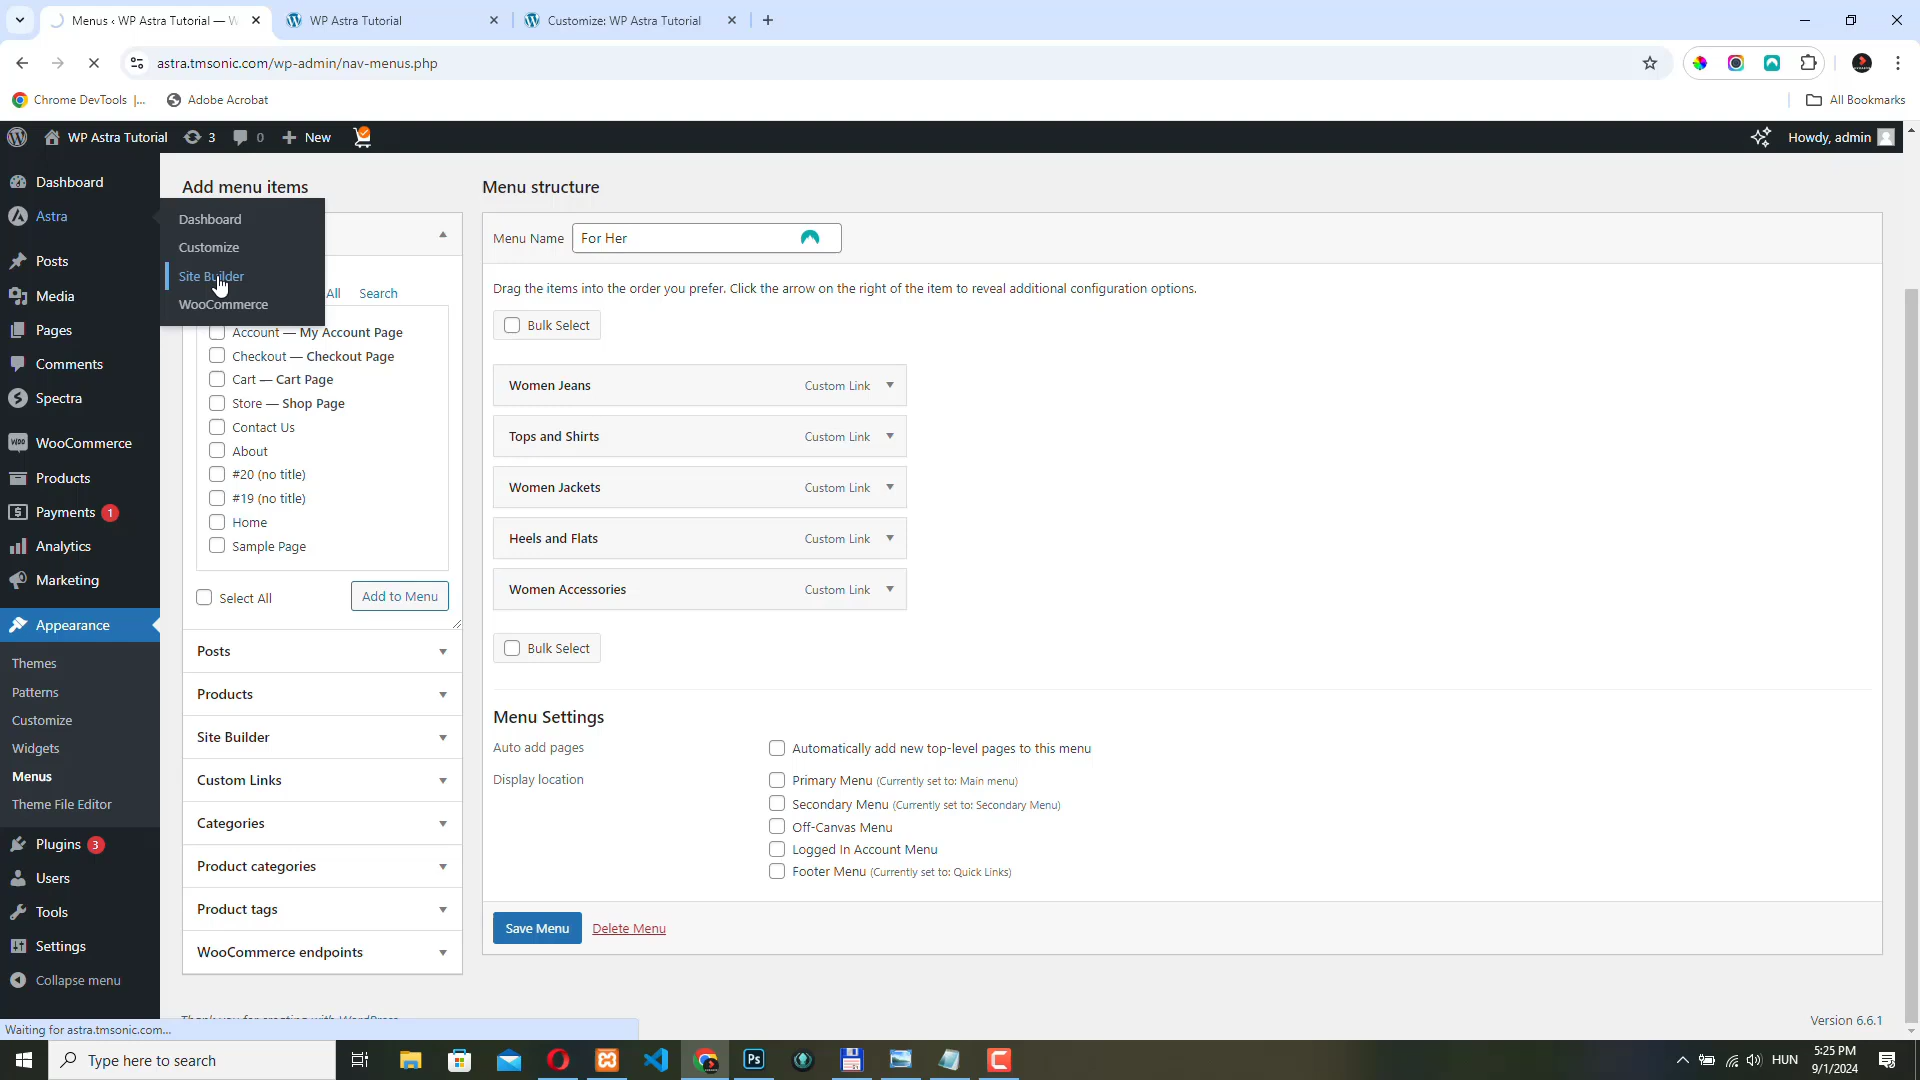 Menus ‹ WP Astra Tutorial — W
WP Astra Tutorial
Customize: WP Astra Tutorial
astra.tmsonic.com/wp-admin/nav-menus.php
Chrome DevTools |...
Adobe Acrobat
All Bookmarks
WP Astra Tutorial
3
0
New
Howdy, admin
Dashboard
Astra
Posts
Media
Pages
Comments
Spectra
WooCommerce
Products
Payments 1
Analytics
Marketing
Appearance
Themes
Patterns
Customize
Widgets
Menus
Theme File Editor
Plugins 3
Users
Tools
Settings
Collapse menu
Dashboard
Customize
Site Builder
WooCommerce
Add menu items
All
Search
Account — My Account Page
Checkout — Checkout Page
Cart — Cart Page
Store — Shop Page
Contact Us
About
#20 (no title)
#19 (no title)
Home
Sample Page
Select All
Add to Menu
Posts
Products
Site Builder
Custom Links
Categories
Product categories
Product tags
WooCommerce endpoints
Menu structure
Menu Name
For Her
Drag the items into the order you prefer. Click the arrow on the right of the item to reveal additional configuration options.
Bulk Select
Women Jeans
Custom Link
Tops and Shirts
Custom Link
Women Jackets
Custom Link
Heels and Flats
Custom Link
Women Accessories
Custom Link
Bulk Select
Menu Settings
Auto add pages
Automatically add new top-level pages to this menu
Display location
Primary Menu (Currently set to: Main menu)
Secondary Menu (Currently set to: Secondary Menu)
Off-Canvas Menu
Logged In Account Menu
Footer Menu (Currently set to: Quick Links)
Save Menu
Delete Menu
Version 6.6.1
Waiting for astra.tmsonic.com...
Type here to search
Ps
HUN
5:25 PM
9/1/2024